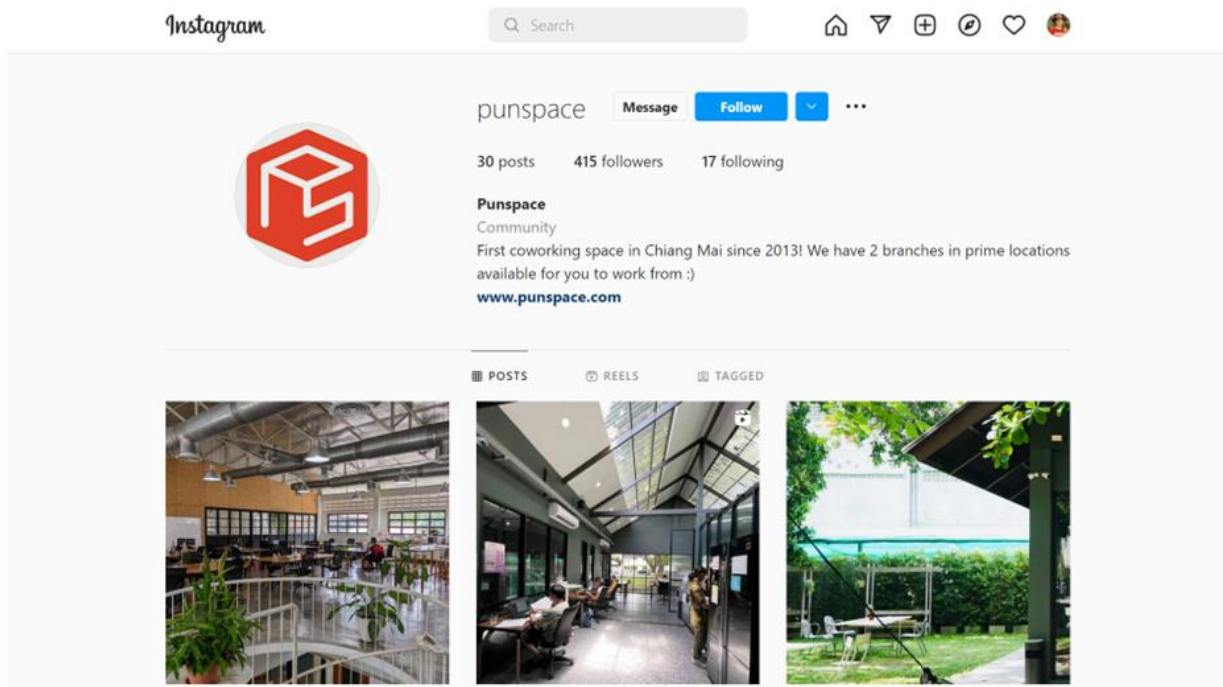 Instagram
Search
punspace
Message
Follow
30 posts 415 followers 17 following
Punspace
Community
First coworking space in Chiang Mai since 2013! We have 2 branches in prime locations
available for you to work from :)
www.punspace.com
POSTS
REELS
TAGGED